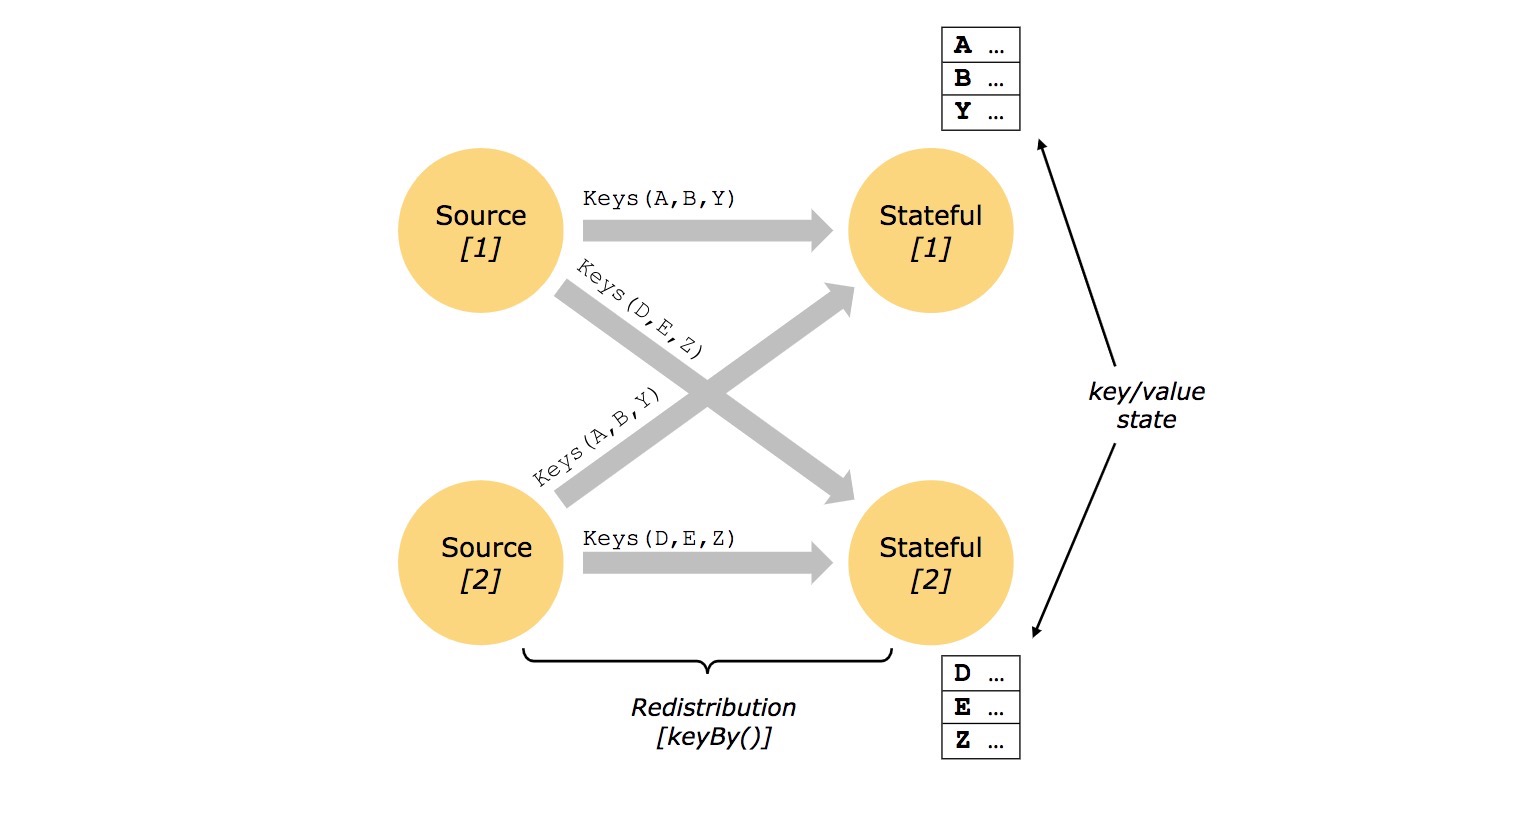 A ...
B ...
Y ...
Keys(A,B,Y)
Source
[1]
Stateful
[1]
Keys(D,E,Z)
key/value
state
Keys(A,B,Y)
Keys(D,E,Z)
Source
[2]
Stateful
[2]
D ...
E ...
Z ...
Redistribution
[keyBy()]